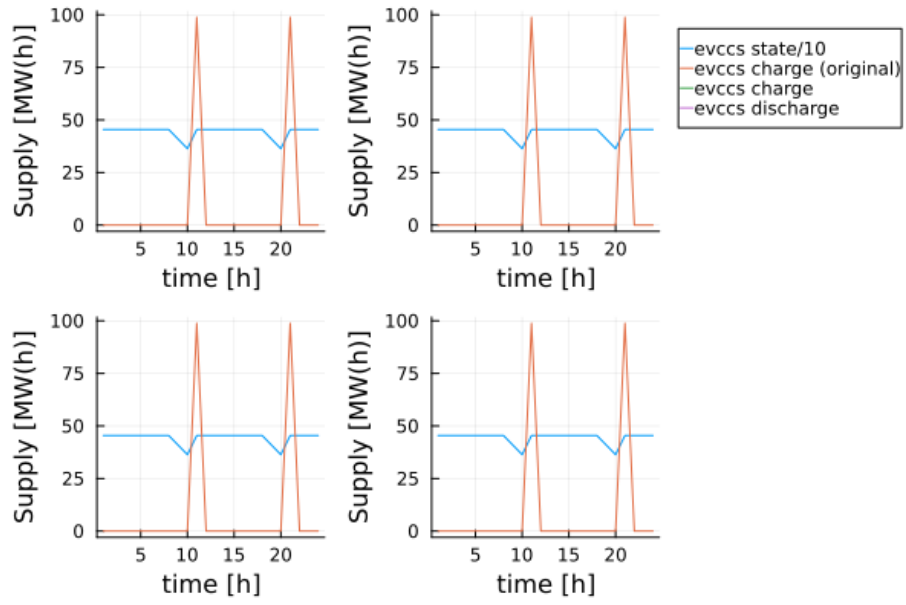 100
75
50
25
0
Supply [MW(h)]
5 10 15 20
time [h]
100
75
50
25
0
Supply [MW(h)]
5 10 15 20
time [h]
evccs state/10
evccs charge (original)
evccs charge
evccs discharge
100
75
50
25
0
Supply [MW(h)]
5 10 15 20
time [h]
100
75
50
25
0
Supply [MW(h)]
5 10 15 20
time [h]